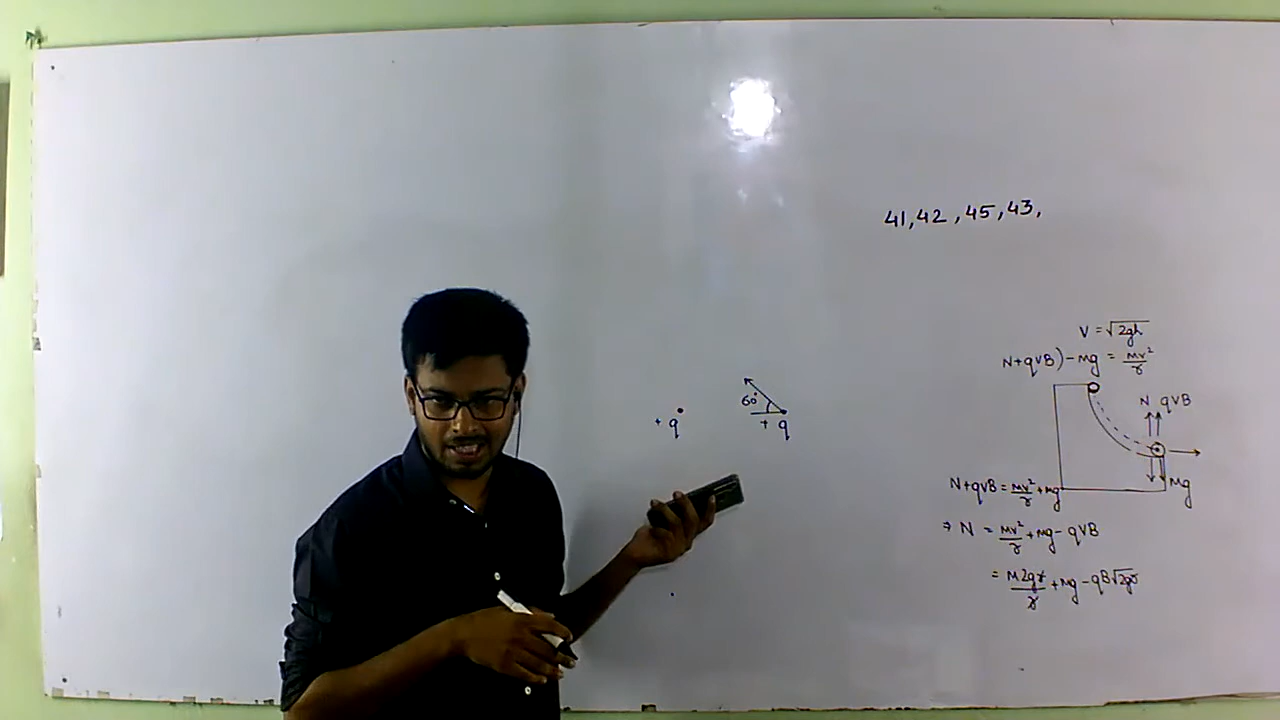 41, 42, 45, 43,
V = √2gh
N+qVB) - mg = mv²/r
N qVB
mg
60°
+ q
+ q
N+qVB = mv²/r + mg
⇒ N = mv²/r + mg - qVB
= m2gr/r + mg - qB√2gr